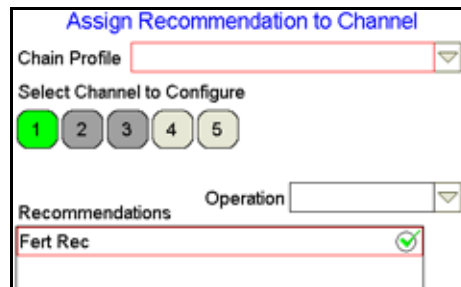 Assign Recommendation to Channel
Chain Profile
Select Channel to Configure
1 2 3 4 5
Operation
Recommendations
Fert Rec